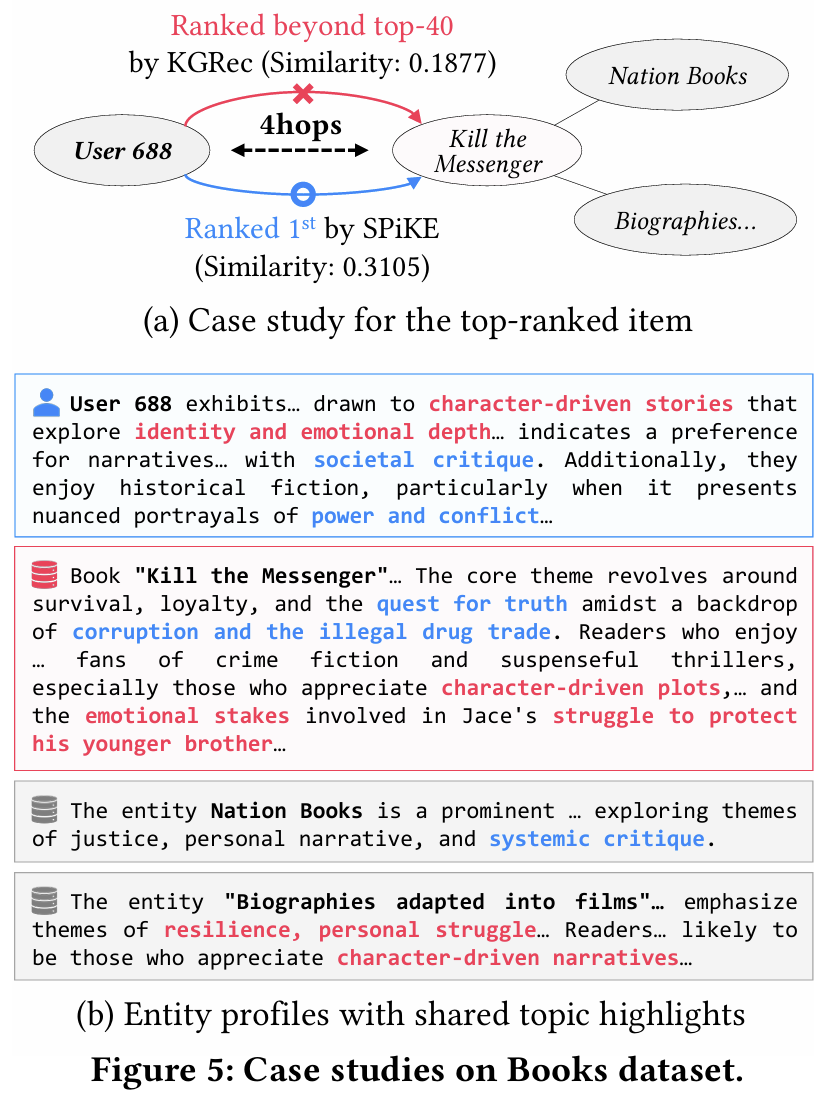 Ranked beyond top-40
by KGRec (Similarity: 0.1877)
Nation Books
4hops
User 688
Kill the
Messenger
Biographies...
Ranked 1st by SPiKE
(Similarity: 0.3105)
(a) Case study for the top-ranked item
User 688 exhibits… drawn to character-driven stories that
explore identity and emotional depth… indicates a preference
for narratives… with societal critique. Additionally, they
enjoy historical fiction, particularly when it presents
nuanced portrayals of power and conflict…
Book "Kill the Messenger"… The core theme revolves around
survival, loyalty, and the quest for truth amidst a backdrop
of corruption and the illegal drug trade. Readers who enjoy
… fans of crime fiction and suspenseful thrillers,
especially those who appreciate character-driven plots,… and
the emotional stakes involved in Jace's struggle to protect
his younger brother…
The entity Nation Books is a prominent … exploring themes
of justice, personal narrative, and systemic critique.
The entity "Biographies adapted into films"… emphasize
themes of resilience, personal struggle… Readers… likely to
be those who appreciate character-driven narratives…
(b) Entity profiles with shared topic highlights
Figure 5: Case studies on Books dataset.